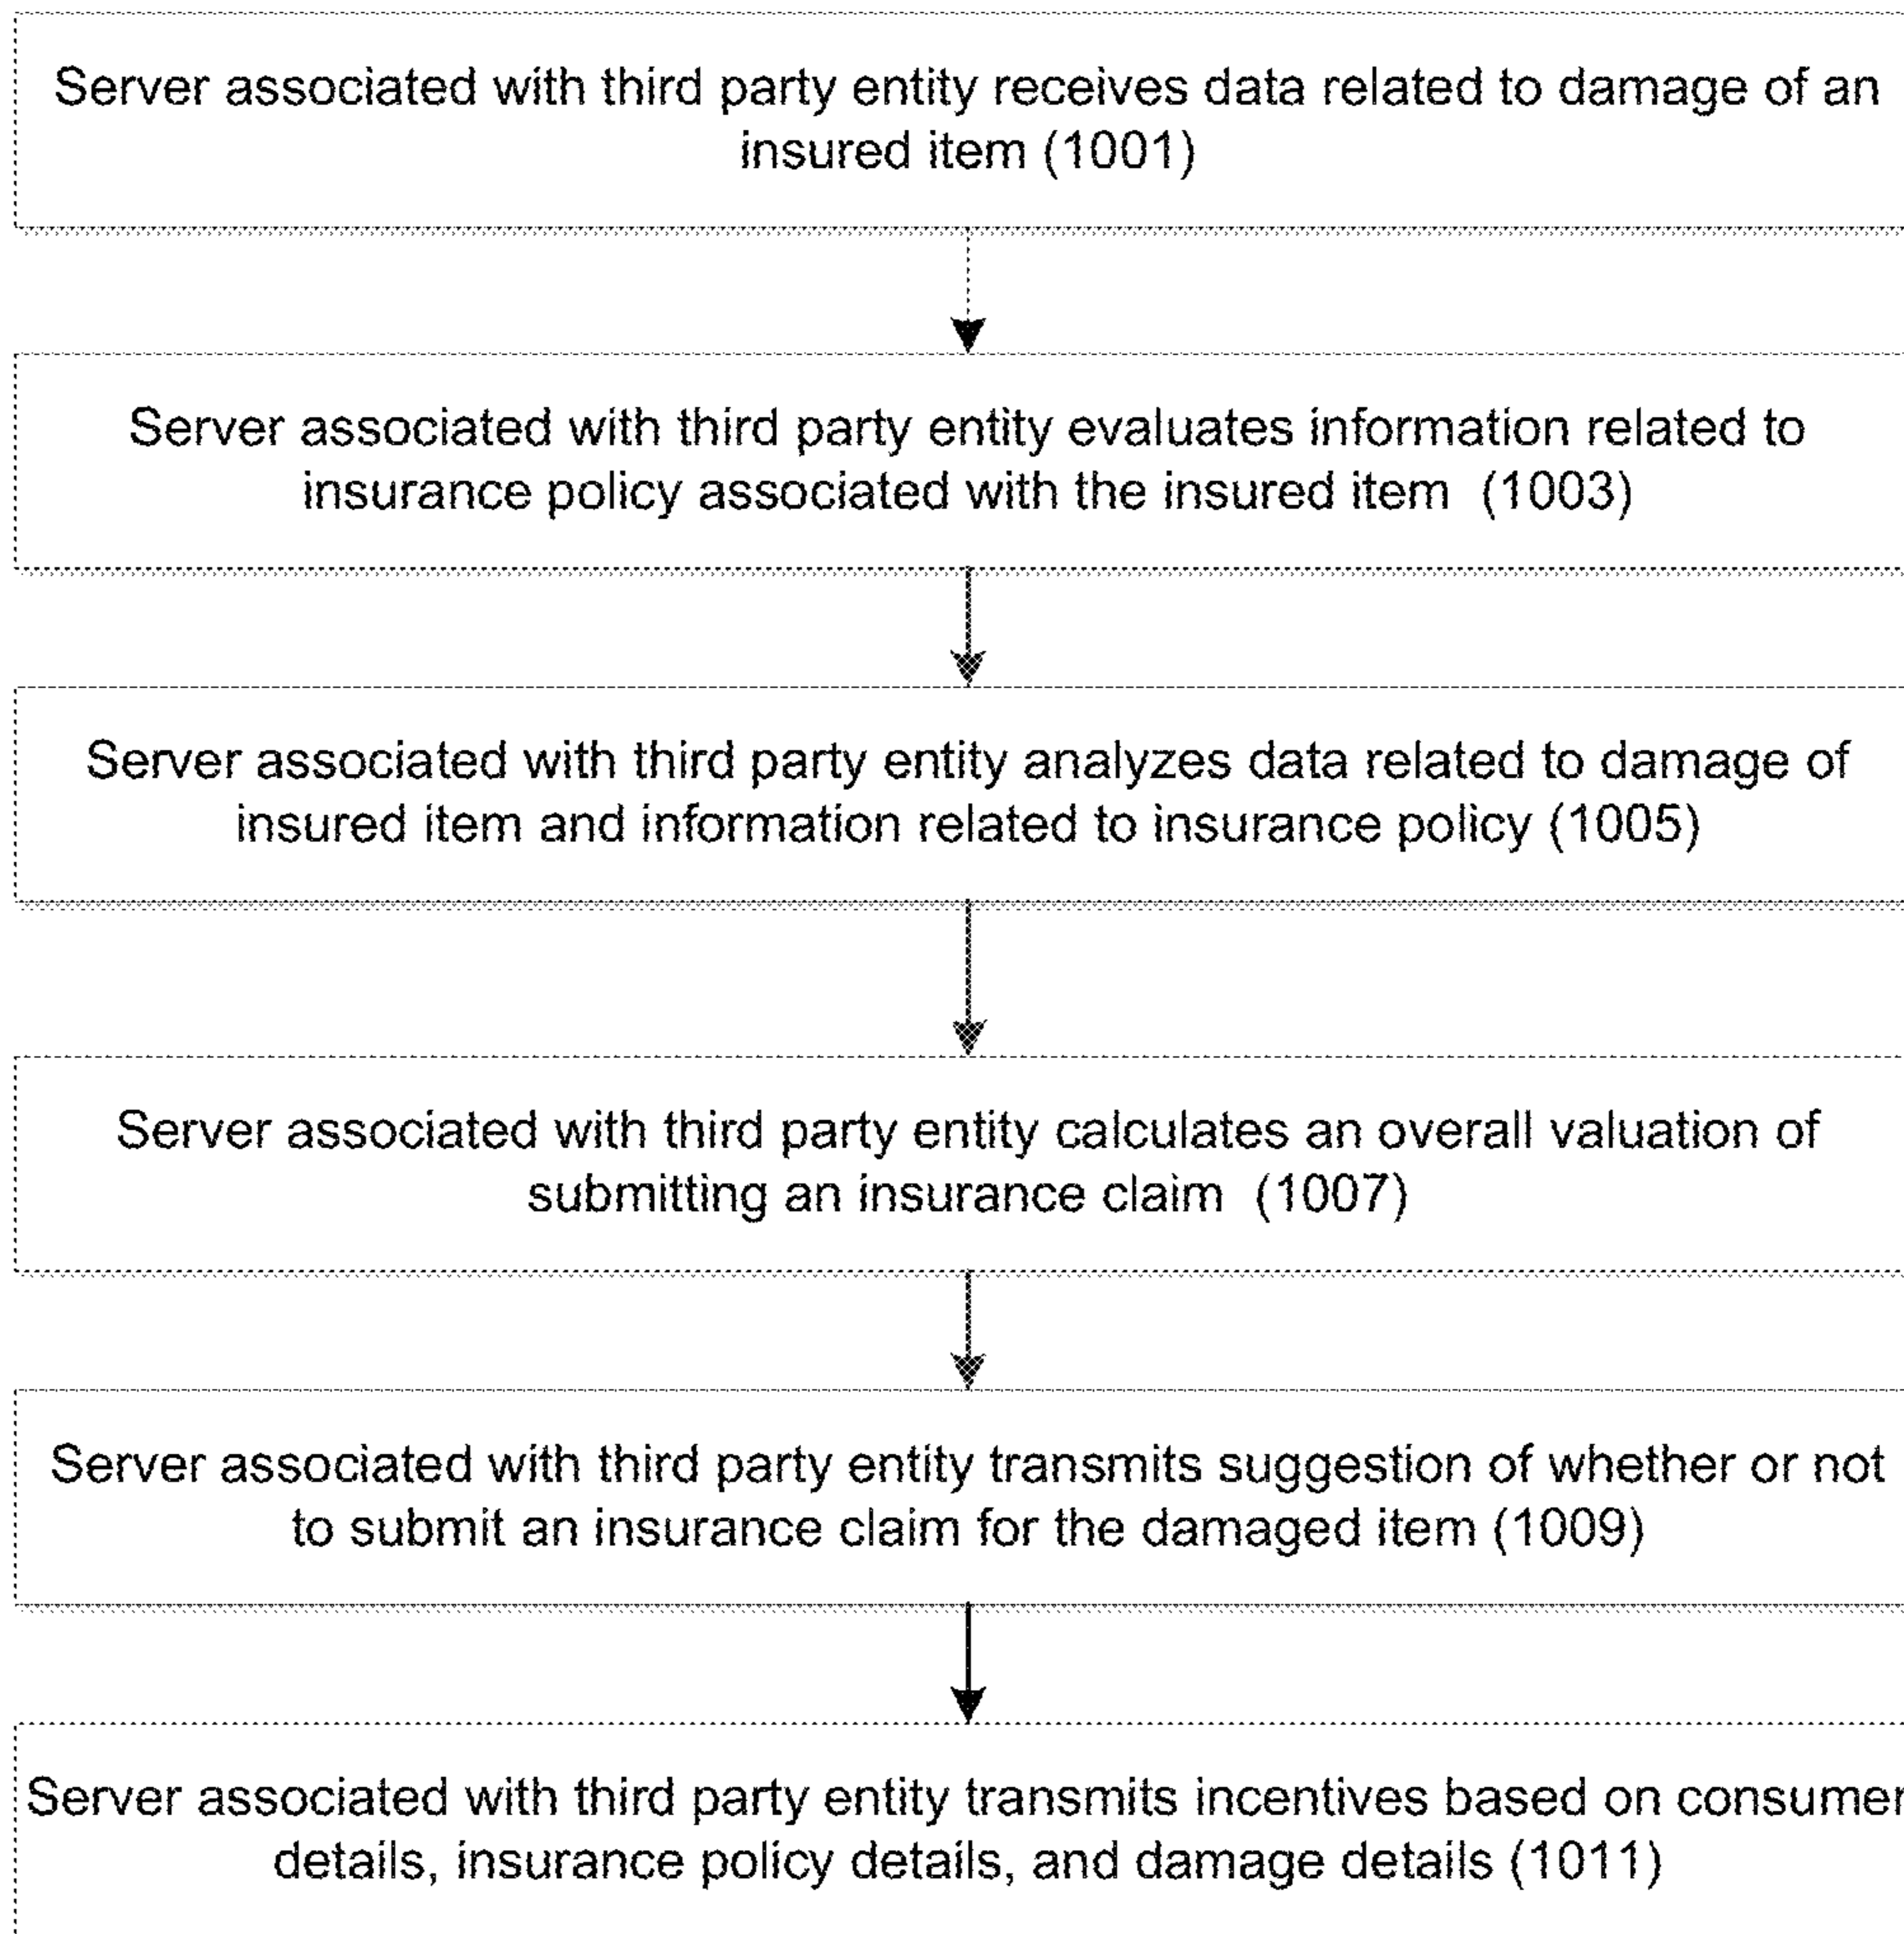 Server associated with third party entity receives data related to damage of an
insured item (1001)
Server associated with third party entity evaluates information related to
insurance policy associated with the insured item (1003)
Server associated with third party entity analyzes data related to damage of
insured item and information related to insurance policy (1005)
Server associated with third party entity calculates an overall valuation of
submitting an insurance claim (1007)
Server associated with third party entity transmits suggestion of whether or not
to submit an insurance claim for the damaged item (1009)
Server associated with third party entity transmits incentives based on consumer
details, insurance policy details, and damage details (1011)